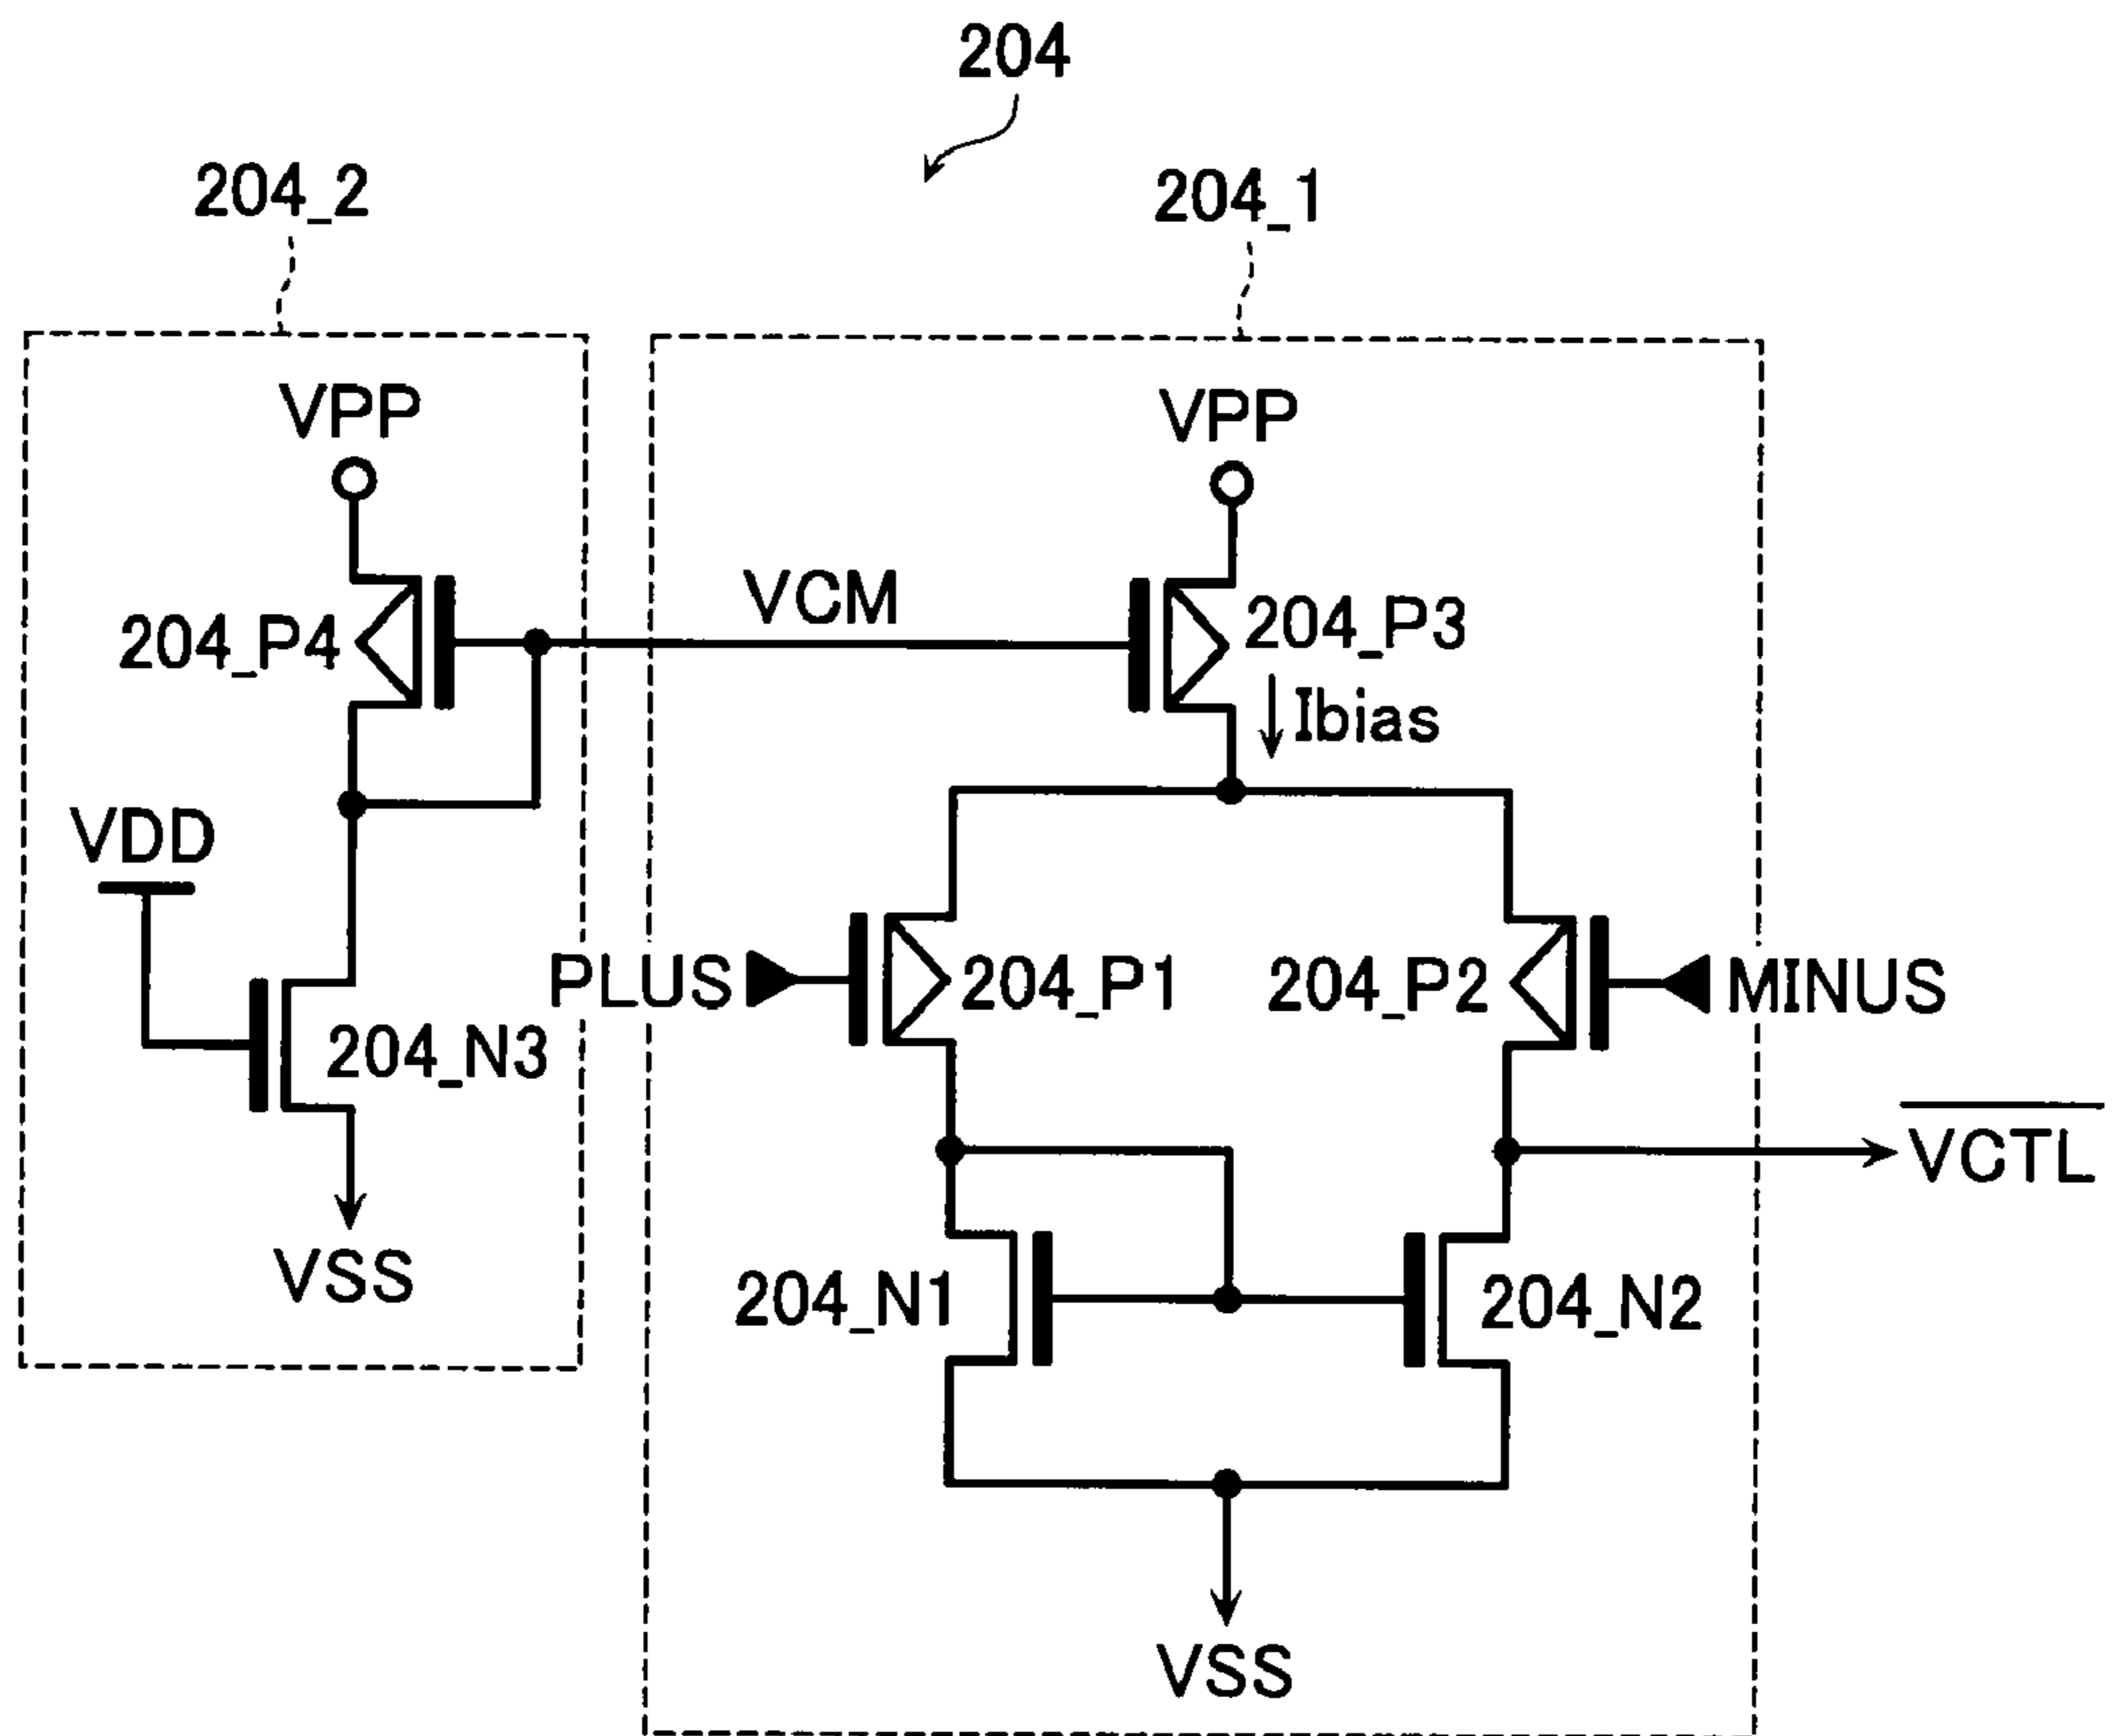 204
204_2
204_1
VPP
VPP
VCM
204_P4
204_P3
Ibias
VDD
PLUS
204_P1
204_P2
MINUS
204_N3
VCTL
VSS
204_N1
204_N2
VSS